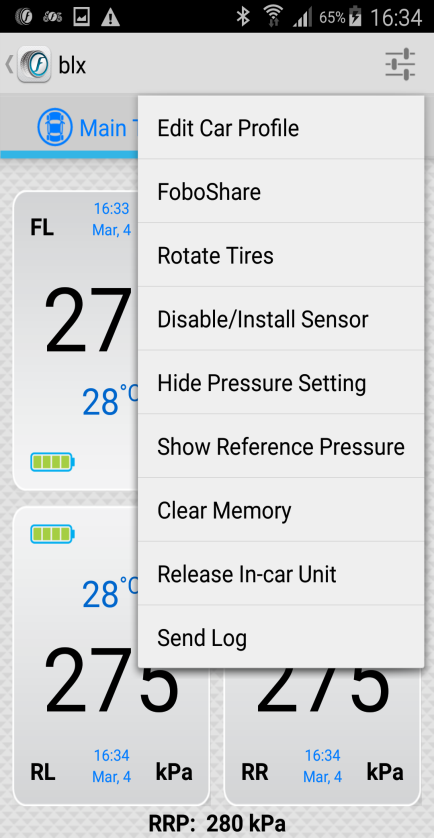 65% 16:34
blx
Main T
Edit Car Profile
FoboShare
Rotate Tires
Disable/Install Sensor
Hide Pressure Setting
Show Reference Pressure
Clear Memory
Release In-car Unit
Send Log
FL
16:33
Mar, 4
27
28°C
28°C
275
275
RL
16:34
Mar, 4
kPa
RR
16:34
Mar, 4
kPa
RRP: 280 kPa